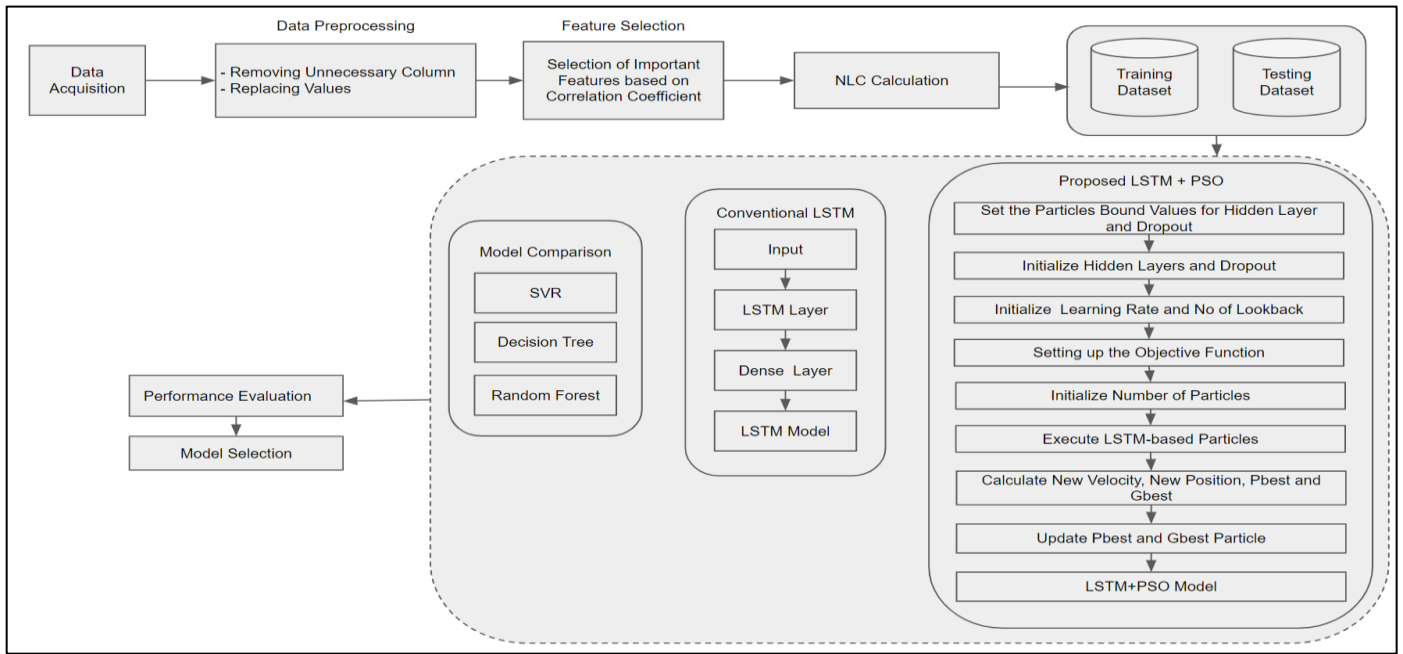 Data Preprocessing
Feature Selection
Data
Acquisition
- Removing Unnecessary Column
- Replacing Values
Selection of Important
Features based on
Correlation Coefficient
NLC Calculation
Training
Dataset
Testing
Dataset
Proposed LSTM + PSO
Set the Particles Bound Values for Hidden Layer
and Dropout
Initialize Hidden Layers and Dropout
Initialize Learning Rate and No of Lookback
Setting up the Objective Function
Initialize Number of Particles
Execute LSTM-based Particles
Calculate New Velocity, New Position, Pbest and
Gbest
Update Pbest and Gbest Particle
LSTM+PSO Model
Conventional LSTM
Input
LSTM Layer
Dense Layer
LSTM Model
Model Comparison
SVR
Decision Tree
Random Forest
Performance Evaluation
Model Selection